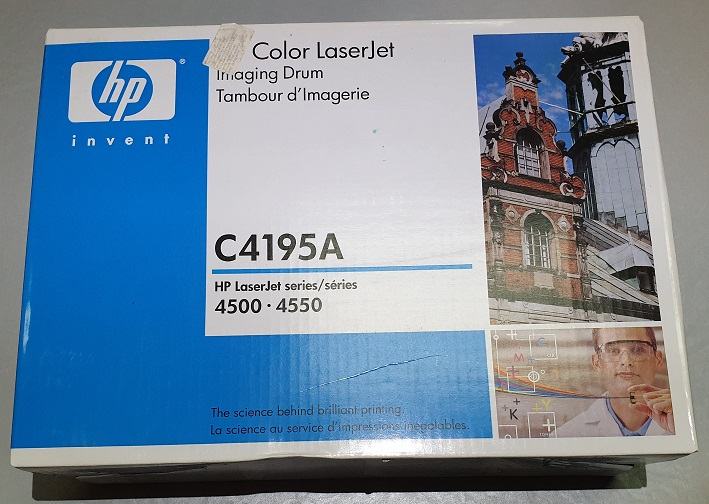 hp
®
invent
Color LaserJet
Imaging Drum
Tambour d'Imagerie
C4195A
HP LaserJet series/séries
4500 · 4550
The science behind brilliant printing.
La science au service d'impressions inégalables.
C
M
E
K
Y